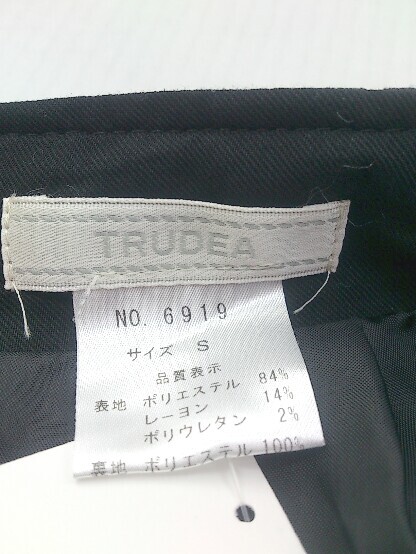 TRUDEA
NO. 6919
サイズ S
品質表示
表地 ポリエステル 84%
レーヨン 14%
ポリウレタン 2%
裏地 ポリエステル 100%